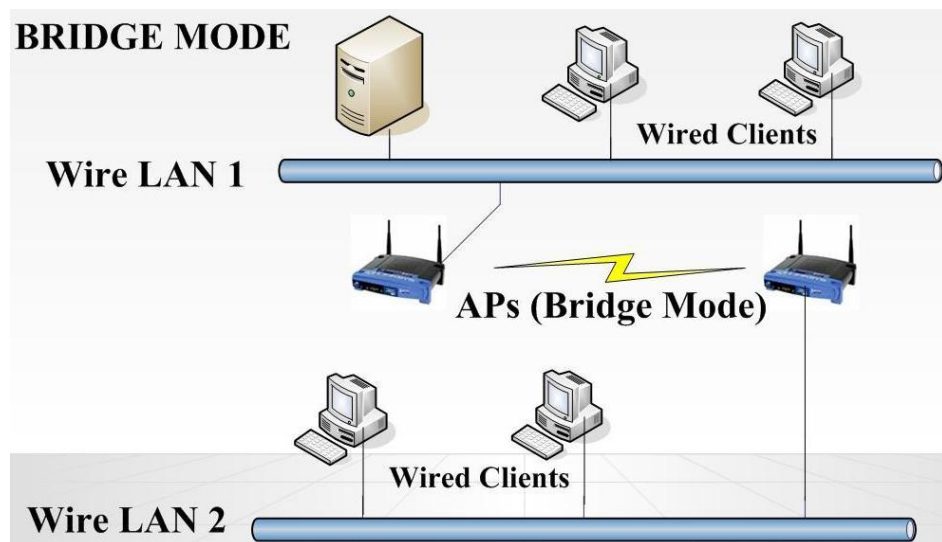 BRIDGE MODE
Wired Clients
Wire LAN 1
APs (Bridge Mode)
Wired Clients
Wire LAN 2